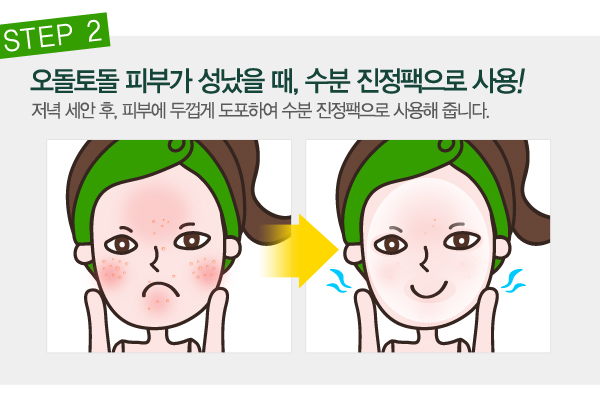 STEP 2
오돌토돌 피부가 성났을 때, 수분 진정팩으로 사용!
저녁 세안 후, 피부에 두껍게 도포하여 수분 진정팩으로 사용해 줍니다.